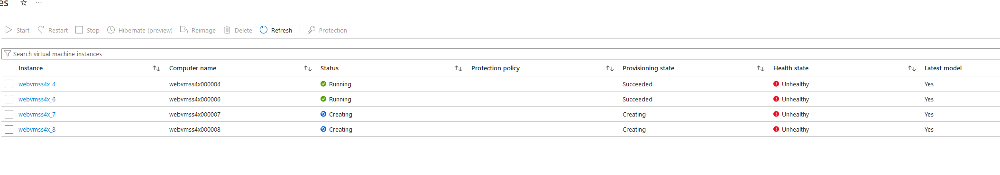 es ☆ ...
Start Restart Stop Hibernate (preview) Reimage Delete Refresh Protection
Search virtual machine instances
Instance Computer name Status Protection policy Provisioning state Health state Latest model
webvmss4x_4 webvmss4x000004 Running Succeeded Unhealthy Yes
webvmss4x_6 webvmss4x000006 Running Succeeded Unhealthy Yes
webvmss4x_7 webvmss4x000007 Creating Creating Unhealthy Yes
webvmss4x_8 webvmss4x000008 Creating Creating Unhealthy Yes